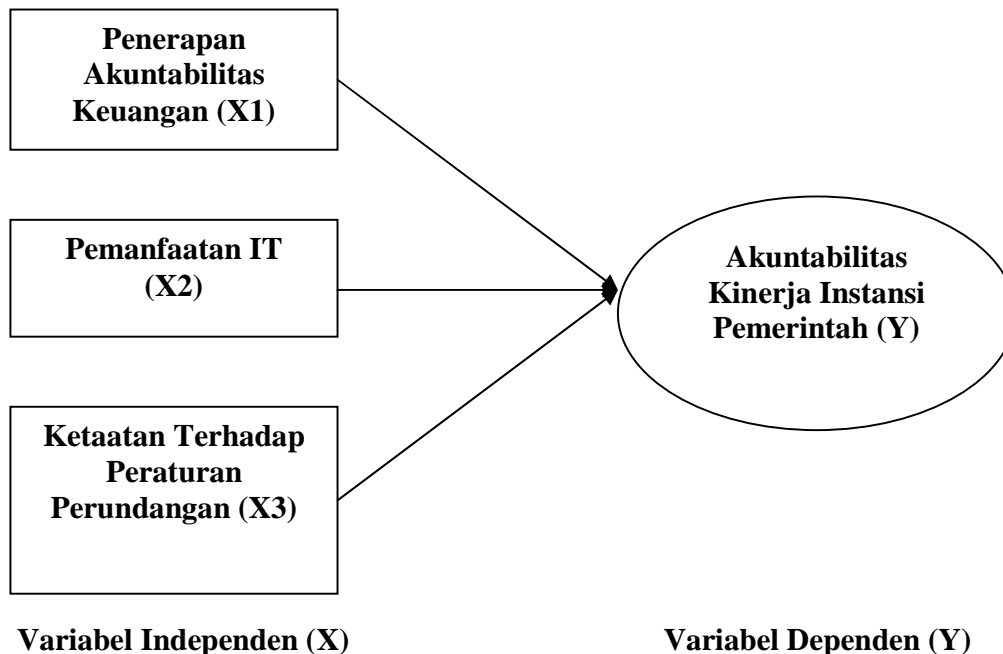 Penerapan
Akuntabilitas
Keuangan (X1)
Pemanfaatan IT
(X2)
Akuntabilitas
Kinerja Instansi
Pemerintah (Y)
Ketaatan Terhadap
Peraturan
Perundangan (X3)
Variabel Independen (X)
Variabel Dependen (Y)